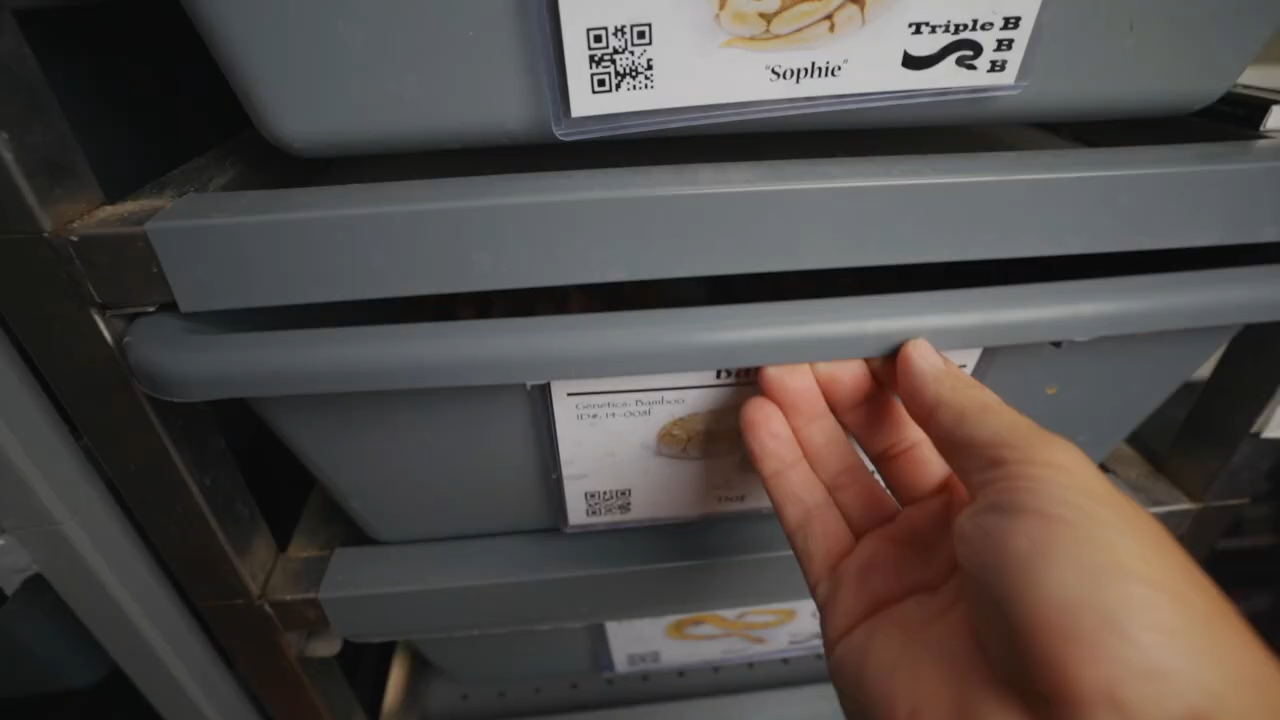 Triple B
B
B
"Sophie"
Genetics: Bamboo
ID#: 14-008f